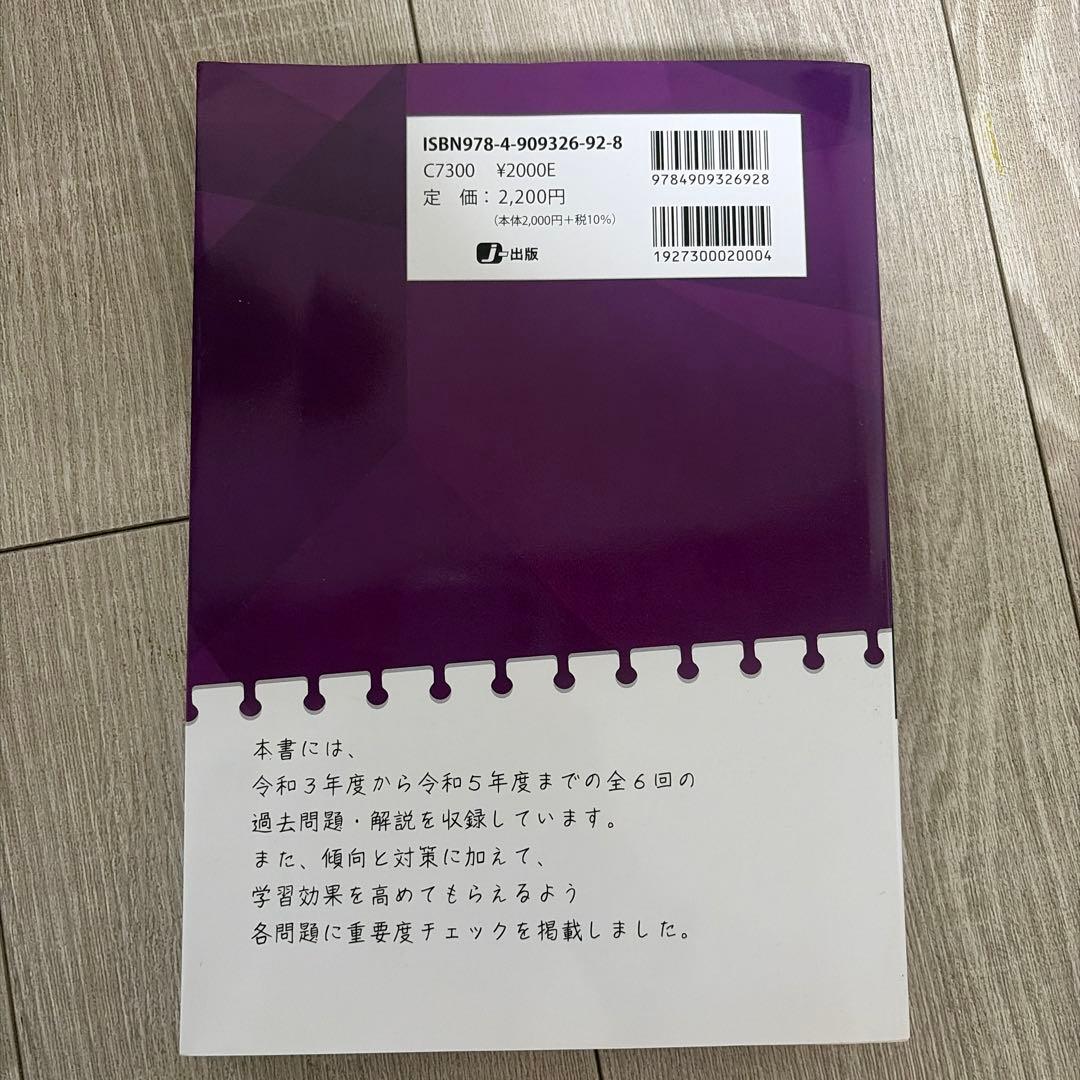 ISBN978-4-909326-92-8
C7300 ¥2000E
定 価：2,200円
（本体2,000円＋税10%）
j 出版
9784909326928
1927300020004
本書には、
令和３年度から令和５年度までの全６回の
過去問題・解説を収録しています。
また、傾向と対策に加えて、
学習効果を高めてもらえるよう
各問題に重要度チェックを掲載しました。